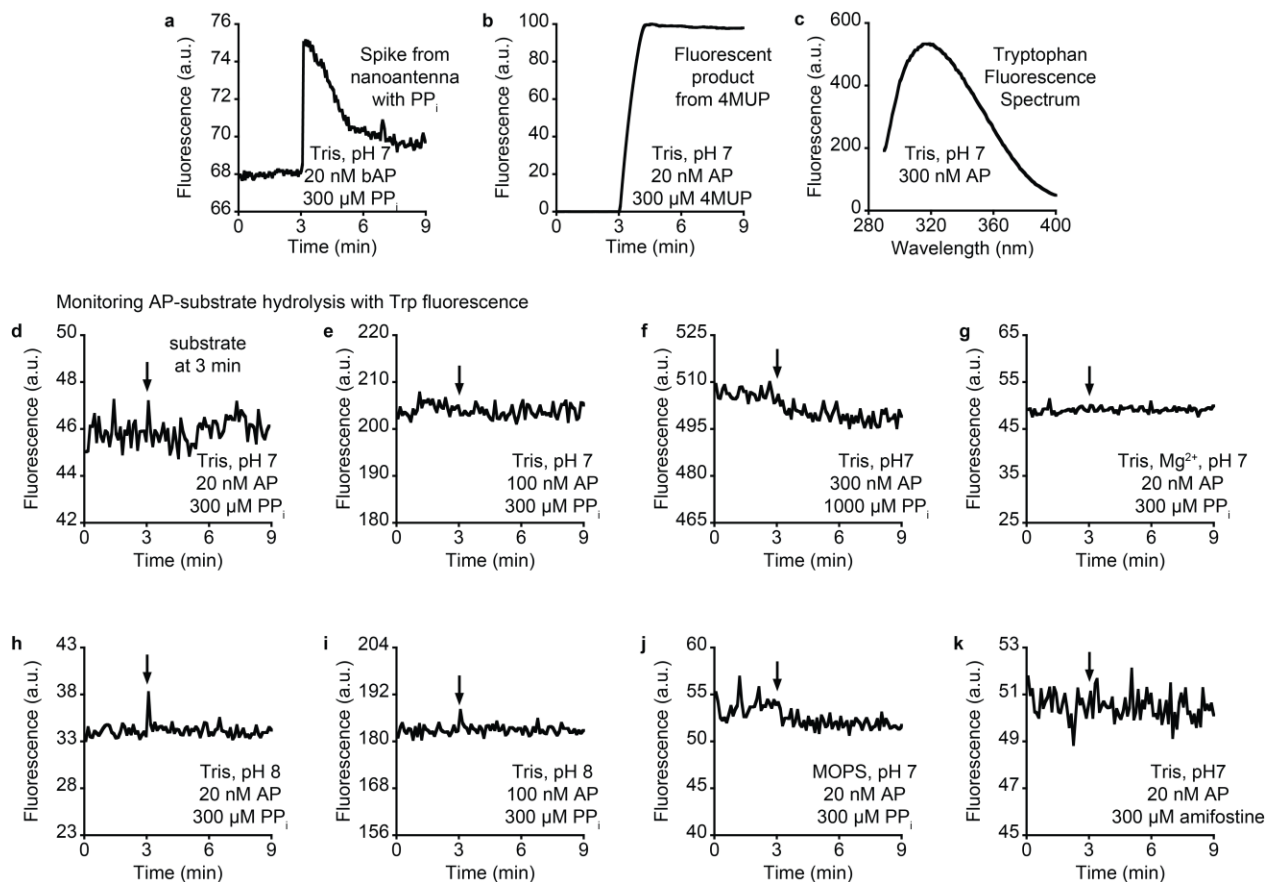 a
76
74
72
70
68
66
Fluorescence (a.u.)
Spike from
nanoantenna
with PPi
Tris, pH 7
20 nM bAP
300 µM PPi
0 3 6 9
Time (min)
b
100
80
60
40
20
0
Fluorescence (a.u.)
Fluorescent
product
from 4MUP
Tris, pH 7
20 nM AP
300 µM 4MUP
0 3 6 9
Time (min)
c
600
450
300
150
0
Fluorescence (a.u.)
Tryptophan
Fluorescence
Spectrum
Tris, pH 7
300 nM AP
280 320 360 400
Wavelength (nm)
Monitoring AP-substrate hydrolysis with Trp fluorescence
d
50
48
46
44
42
Fluorescence (a.u.)
substrate
at 3 min
Tris, pH 7
20 nM AP
300 µM PPi
0 3 6 9
Time (min)
e
220
210
200
190
180
Fluorescence (a.u.)
Tris, pH 7
100 nM AP
300 µM PPi
0 3 6 9
Time (min)
f
525
510
495
480
465
Fluorescence (a.u.)
Tris, pH7
300 nM AP
1000 µM PPi
0 3 6 9
Time (min)
g
65
55
45
35
25
Fluorescence (a.u.)
Tris, Mg²⁺, pH 7
20 nM AP
300 µM PPi
0 3 6 9
Time (min)
h
43
38
33
28
23
Fluorescence (a.u.)
Tris, pH 8
20 nM AP
300 µM PPi
0 3 6 9
Time (min)
i
204
192
180
168
156
Fluorescence (a.u.)
Tris, pH 8
100 nM AP
300 µM PPi
0 3 6 9
Time (min)
j
60
55
50
45
40
Fluorescence (a.u.)
MOPS, pH 7
20 nM AP
300 µM PPi
0 3 6 9
Time (min)
k
53
51
49
47
45
Fluorescence (a.u.)
Tris, pH7
20 nM AP
300 µM amifostine
0 3 6 9
Time (min)